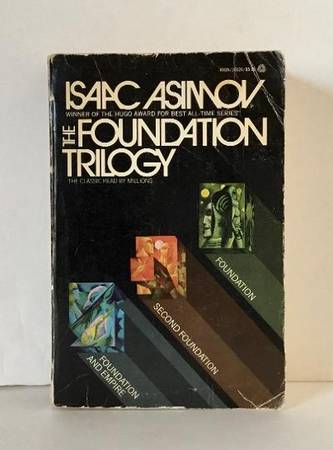 ISAAC ASIMOV
WINNER OF THE HUGO AWARD FOR BEST ALL-TIME SERIES
THE FOUNDATION
TRILOGY
THE CLASSIC READ BY MILLIONS
FOUNDATION
SECOND FOUNDATION
FOUNDATION
AND EMPIRE